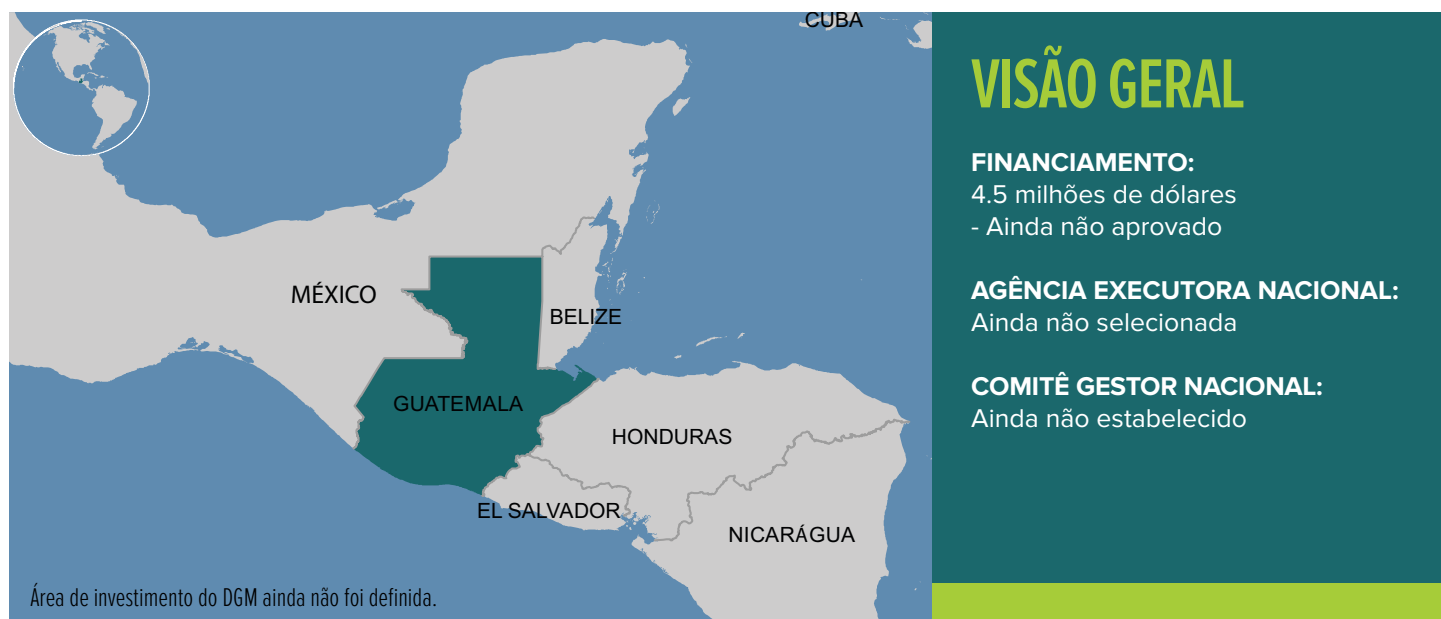 CUBA
MÉXICO
BELIZE
GUATEMALA
HONDURAS
EL SALVADOR
NICARÁGUA
Área de investimento do DGM ainda não foi definida.
VISÃO GERAL
FINANCIAMENTO:
4.5 milhões de dólares
- Ainda não aprovado
AGÊNCIA EXECUTORA NACIONAL:
Ainda não selecionada
COMITÊ GESTOR NACIONAL:
Ainda não estabelecido